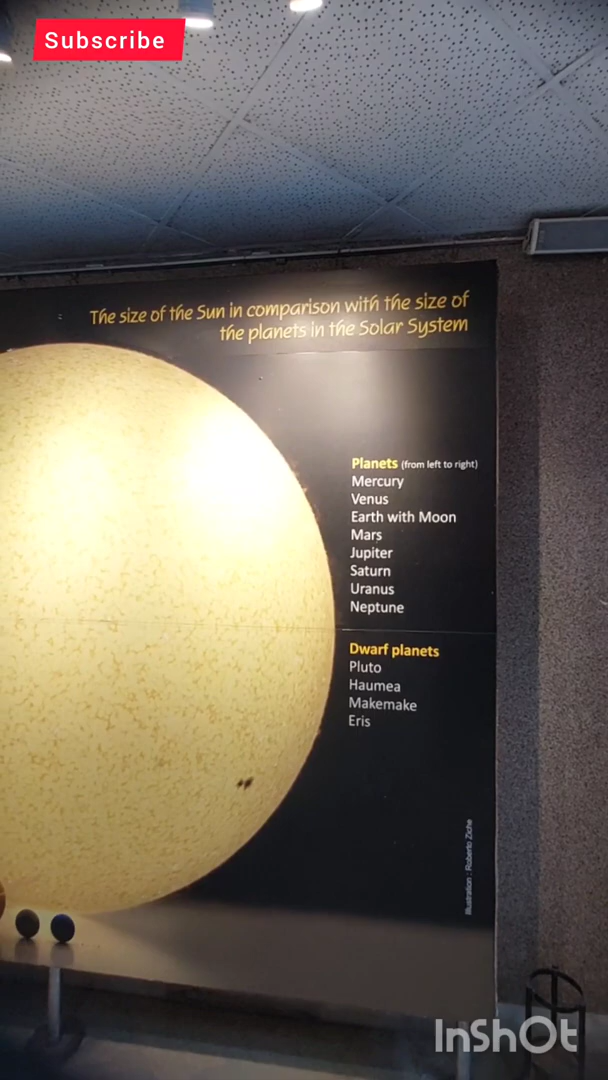 Subscribe
The size of the Sun in comparison with the size of
the planets in the Solar System
Planets (from left to right)
Mercury
Venus
Earth with Moon
Mars
Jupiter
Saturn
Uranus
Neptune
Dwarf planets
Pluto
Haumea
Makemake
Eris
Illustration : Roberto Ziche
InShOt